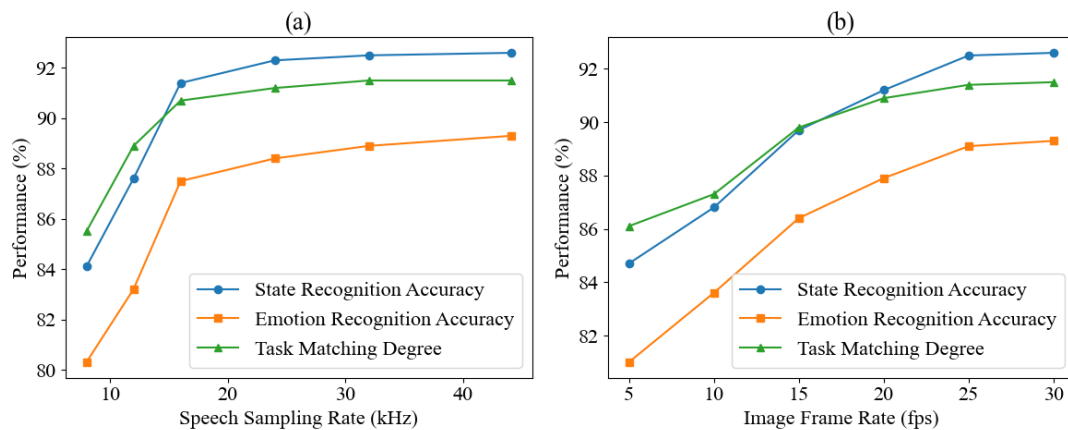 (a)
92
90
88
86
84
82
80
Performance (%)
10
20
30
40
Speech Sampling Rate (kHz)
State Recognition Accuracy
Emotion Recognition Accuracy
Task Matching Degree
(b)
92
90
88
86
84
82
Performance (%)
5
10
15
20
25
30
Image Frame Rate (fps)
State Recognition Accuracy
Emotion Recognition Accuracy
Task Matching Degree